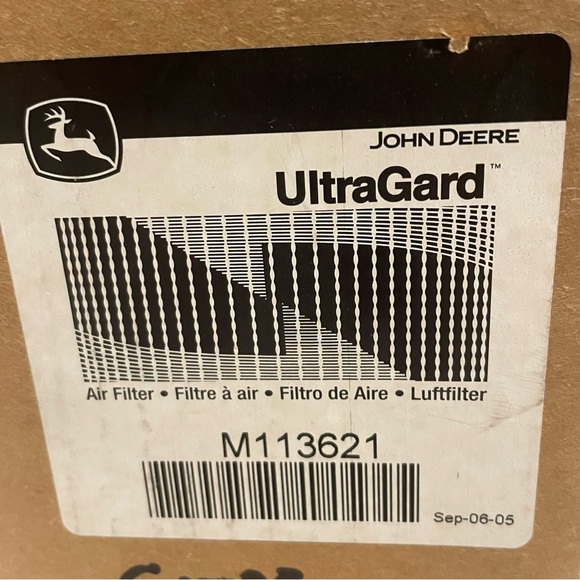 JOHN DEERE
UltraGard™
Air Filter • Filtre à air • Filtro de Aire • Luftfilter
M113621
Sep-06-05